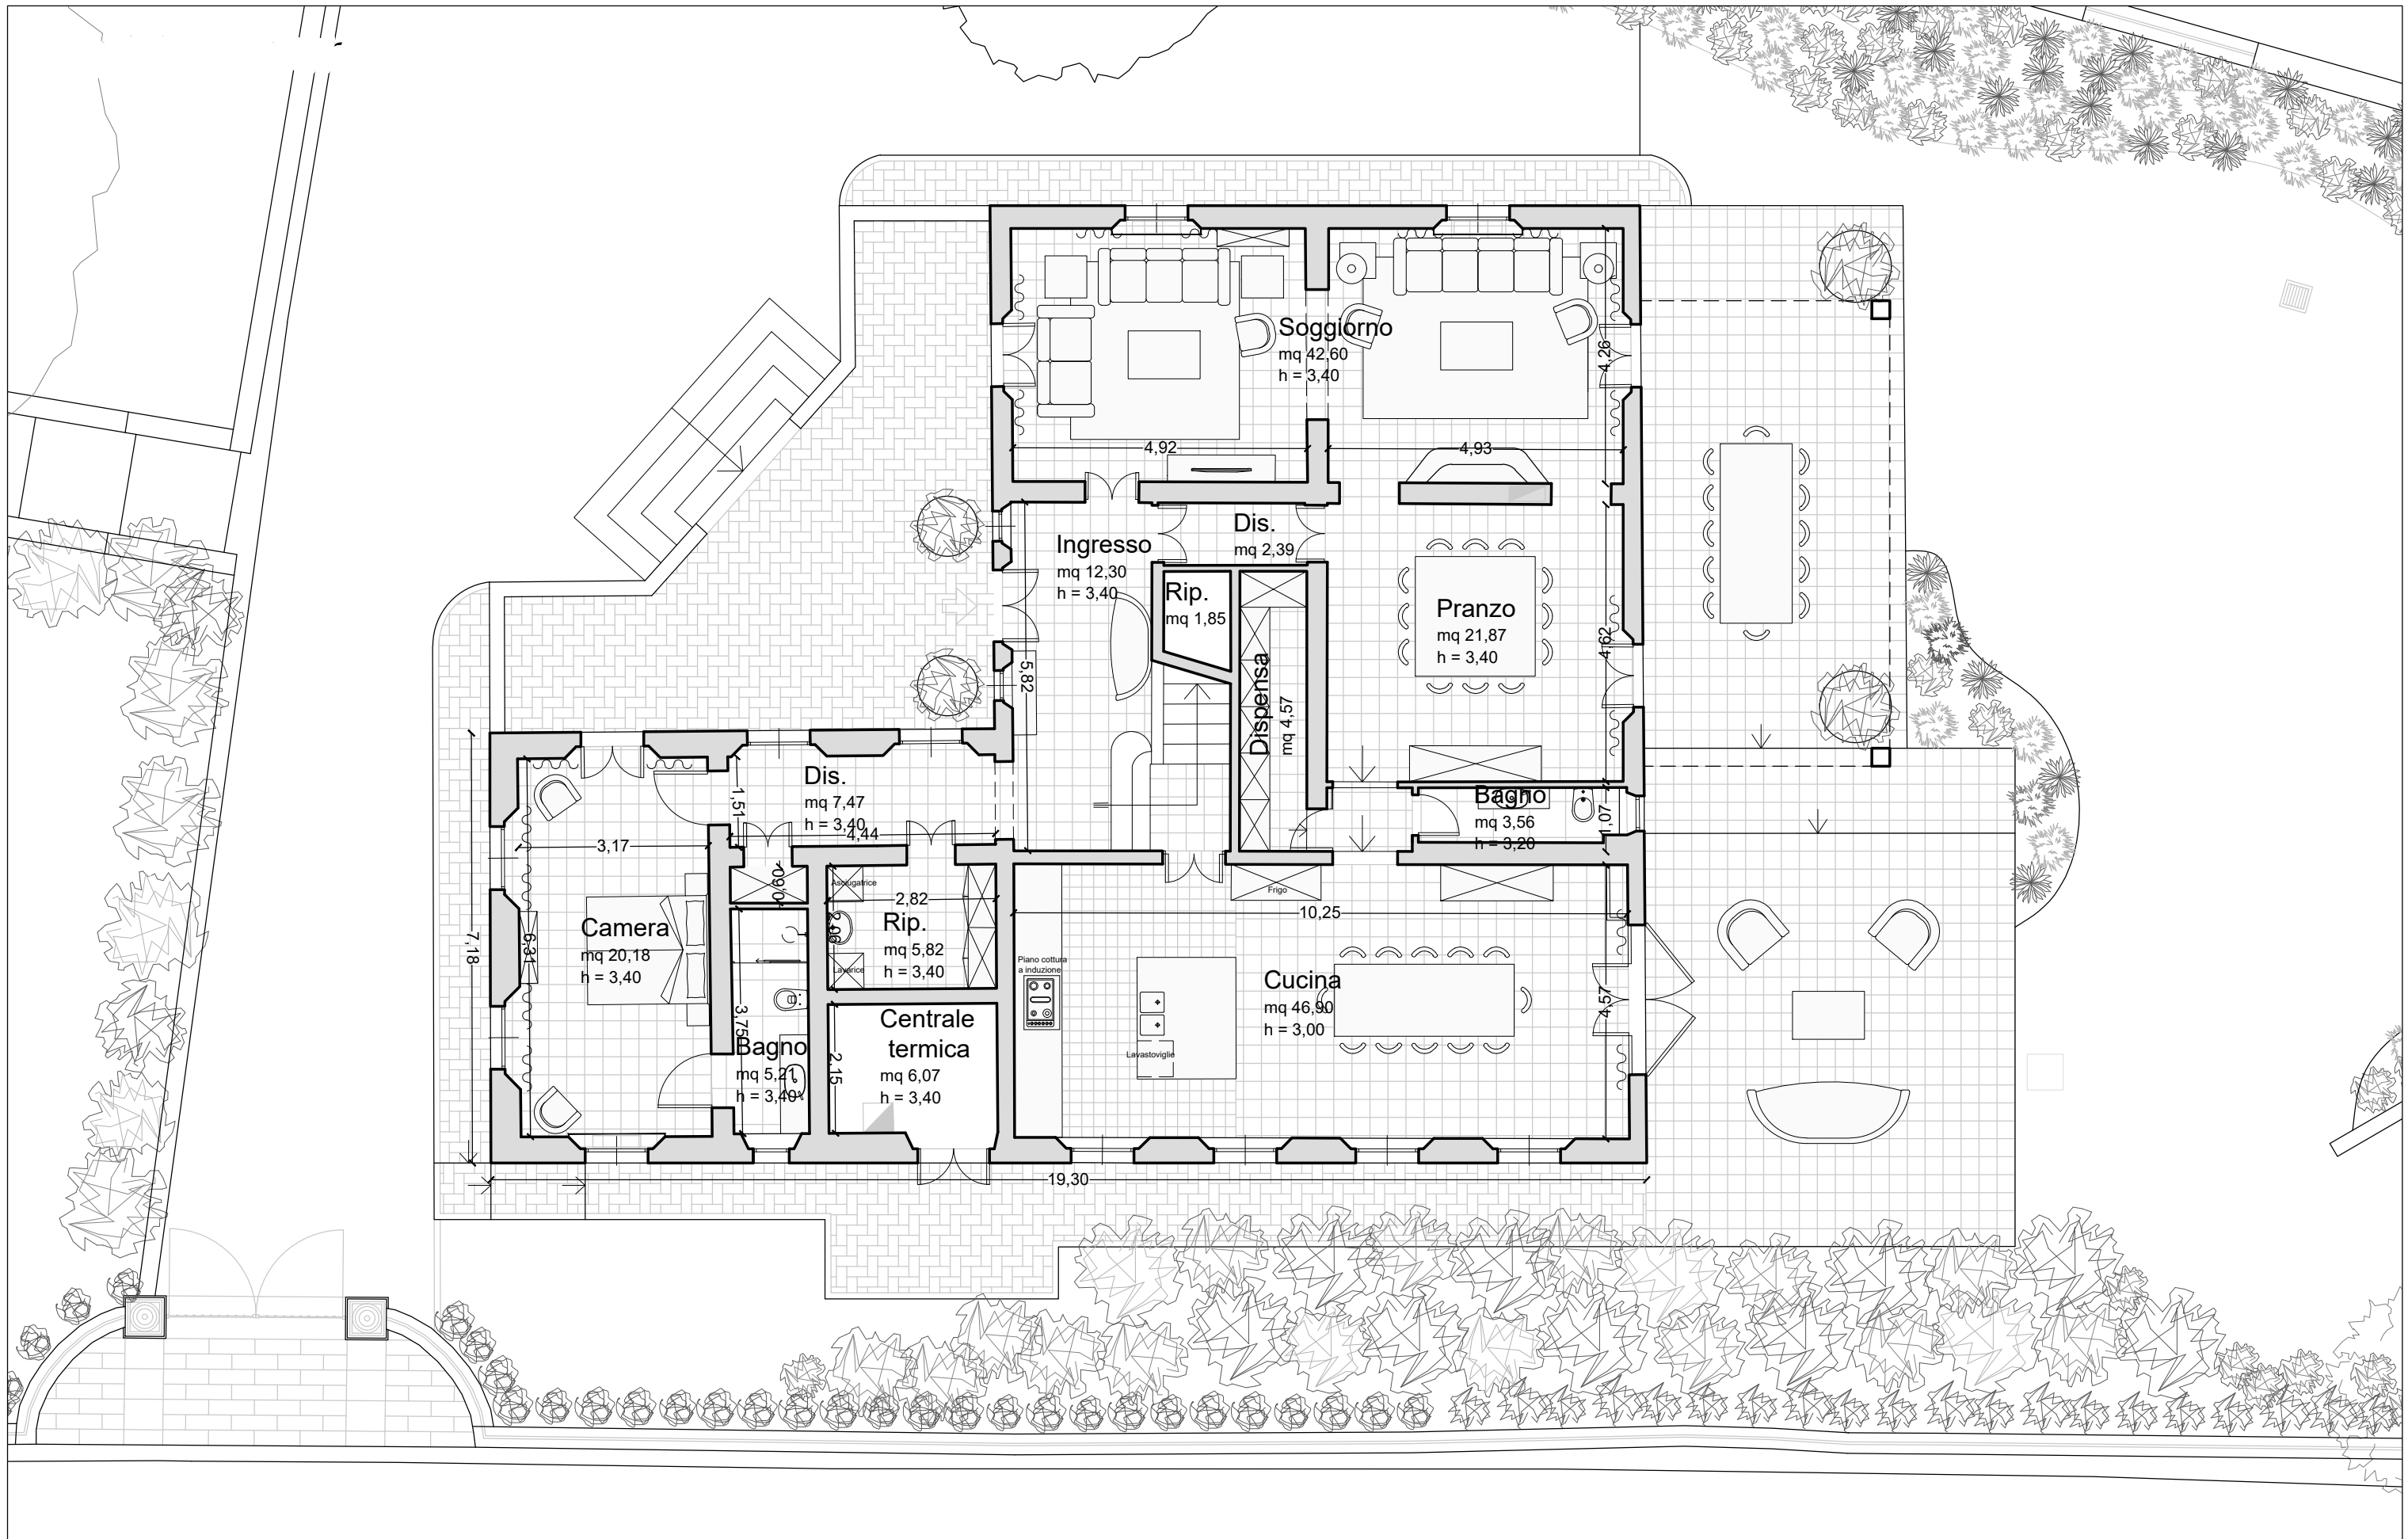 Soggiorno
mq 42,60
h = 3,40
4,26
4,92
4,93
Dis.
mq 2,39
Ingresso
mq 12,30
h = 3,40
5,82
Rip.
mq 1,85
Dispensa
mq 4,57
Pranzo
mq 21,87
h = 3,40
4,62
Dis.
mq 7,47
h = 3,40
4,44
1,51
Bagno
mq 3,56
h = 3,20
1,07
3,17
Camera
mq 20,18
h = 3,40
6,31
7,18
0,60
Asciugatrice
2,82
2,06
Rip.
mq 5,82
h = 3,40
Lavatrice
Frigo
10,25
Piano cottura
a induzione
Cucina
mq 46,90
h = 3,00
4,57
Lavastoviglie
3,75
Bagno
mq 5,21
h = 3,40
Centrale
termica
mq 6,07
h = 3,40
2,15
19,30